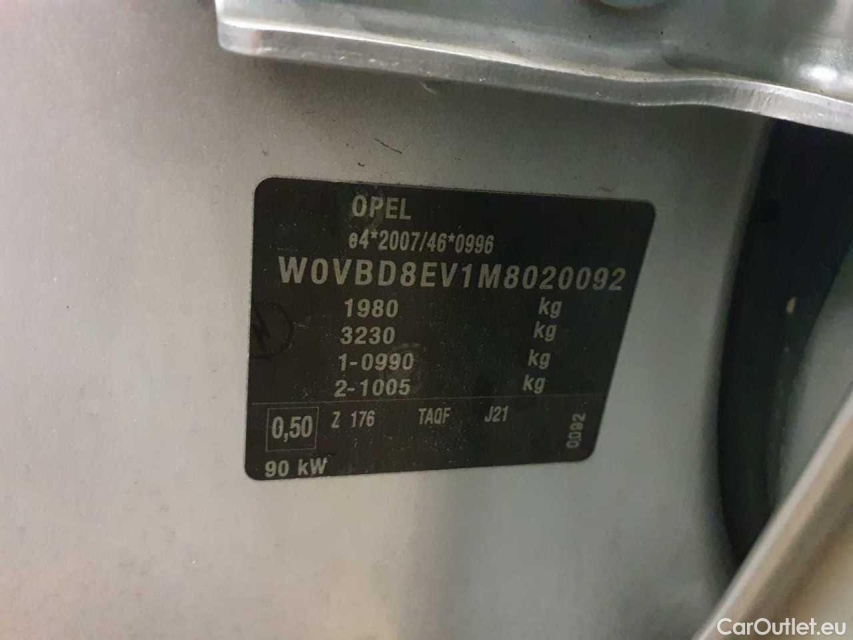 OPEL
e4*2007/46*0996
W0VBD8EV1M8020092
1980 kg
3230 kg
1-0990 kg
2-1005 kg
0,50 Z 176 TAQF J21 0092
90 kW
CarOutlet.eu